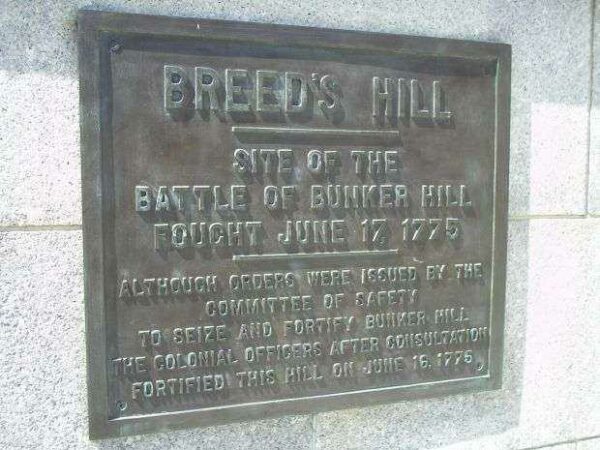 BREED'S HILL
SITE OF THE
BATTLE OF BUNKER HILL
FOUGHT JUNE 17, 1775
ALTHOUGH ORDERS WERE ISSUED BY THE
COMMITTEE OF SAFETY
TO SEIZE AND FORTIFY BUNKER HILL
THE COLONIAL OFFICERS AFTER CONSULTATION
FORTIFIED THIS HILL ON JUNE 16, 1775